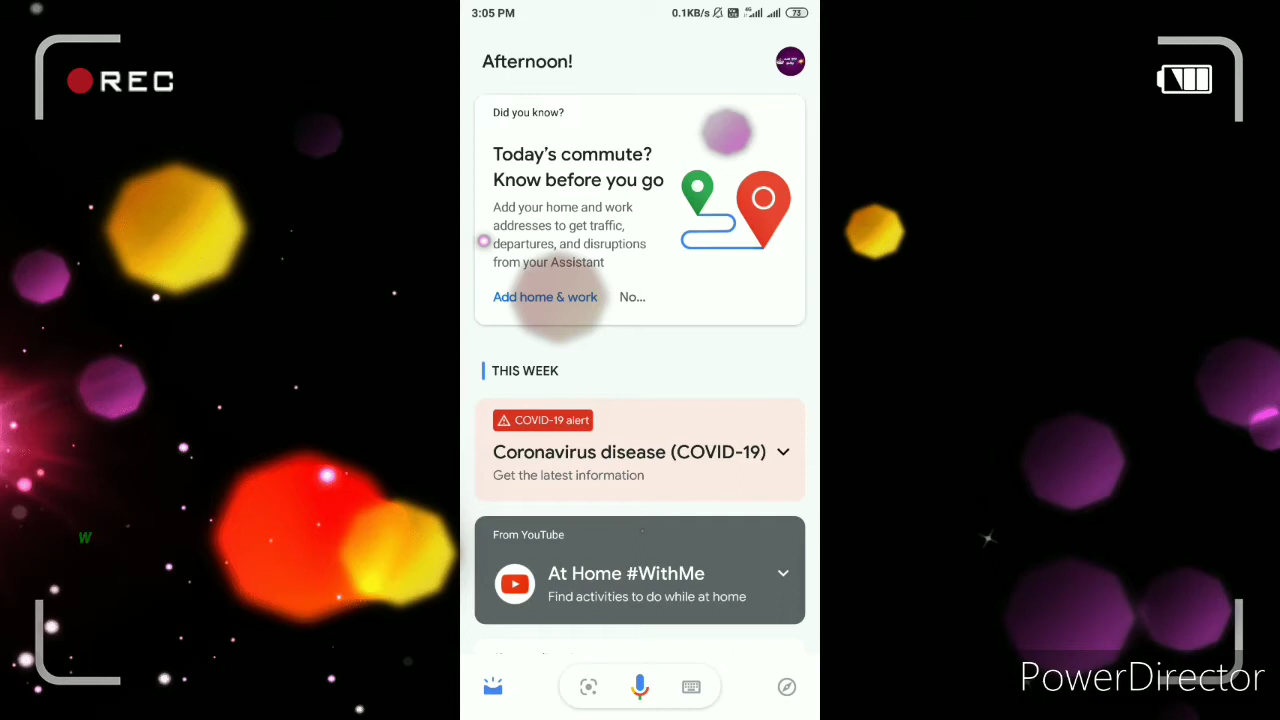 3:05 PM
0.1KB/s
4G
73
REC
Afternoon!
Did you know?
Today's commute?
Know before you go
Add your home and work
addresses to get traffic,
departures, and disruptions
from your Assistant
Add home & work No...
THIS WEEK
COVID-19 alert
Coronavirus disease (COVID-19)
Get the latest information
From YouTube
At Home #WithMe
Find activities to do while at home
W
PowerDirector